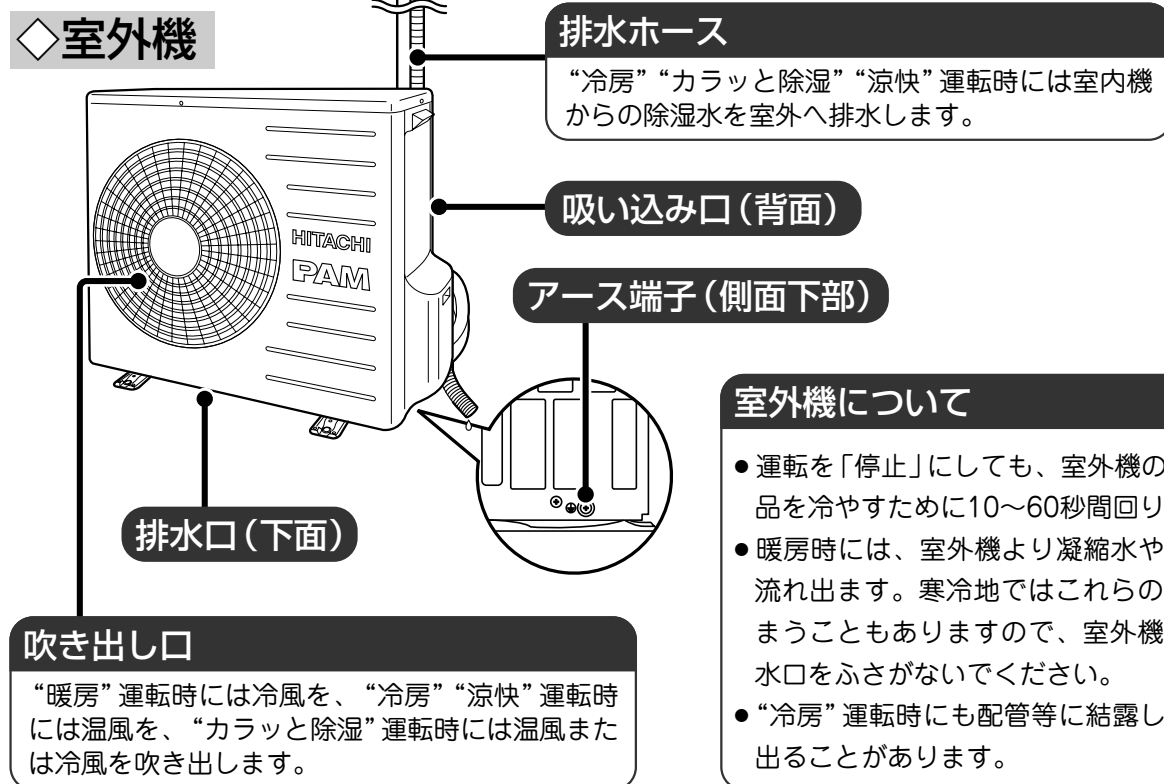 ◇室外機
排水ホース
“冷房”“カラッと除湿”“涼快”運転時には室内機
からの除湿水を室外へ排水します。
吸い込み口（背面）
HITACHI
PAM
アース端子（側面下部）
排水口（下面）
吹き出し口
“暖房”運転時には冷風を、“冷房”“涼快”運転時
には温風を、“カラッと除湿”運転時には温風また
は冷風を吹き出します。
室外機について
●運転を「停止」にしても、室外機の
品を冷やすために10～60秒間回り
●暖房時には、室外機より凝縮水や
流れ出ます。寒冷地ではこれらの
まうこともありますので、室外機
水口をふさがないでください。
●“冷房”運転時にも配管等に結露し
出ることがあります。